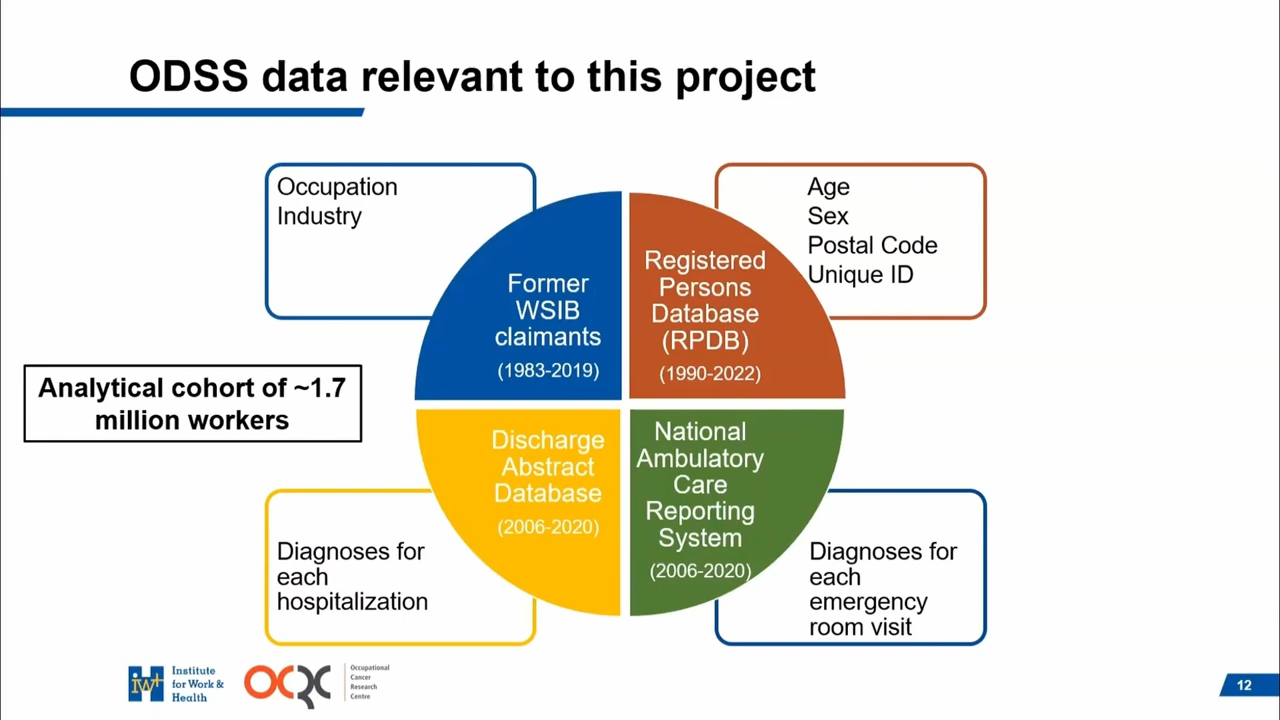 ODSS data relevant to this project
Occupation
Industry
Former
WSIB
claimants
(1983-2019)
Registered
Persons
Database
(RPDB)
(1990-2022)
Age
Sex
Postal Code
Unique ID
Analytical cohort of ~1.7
million workers
Discharge
Abstract
Database
(2006-2020)
Diagnoses for
each
hospitalization
National
Ambulatory
Care
Reporting
System
(2006-2020)
Diagnoses for
each
emergency
room visit
iw
Institute
for Work &
Health
OCRC
Occupational
Cancer
Research
Centre
12